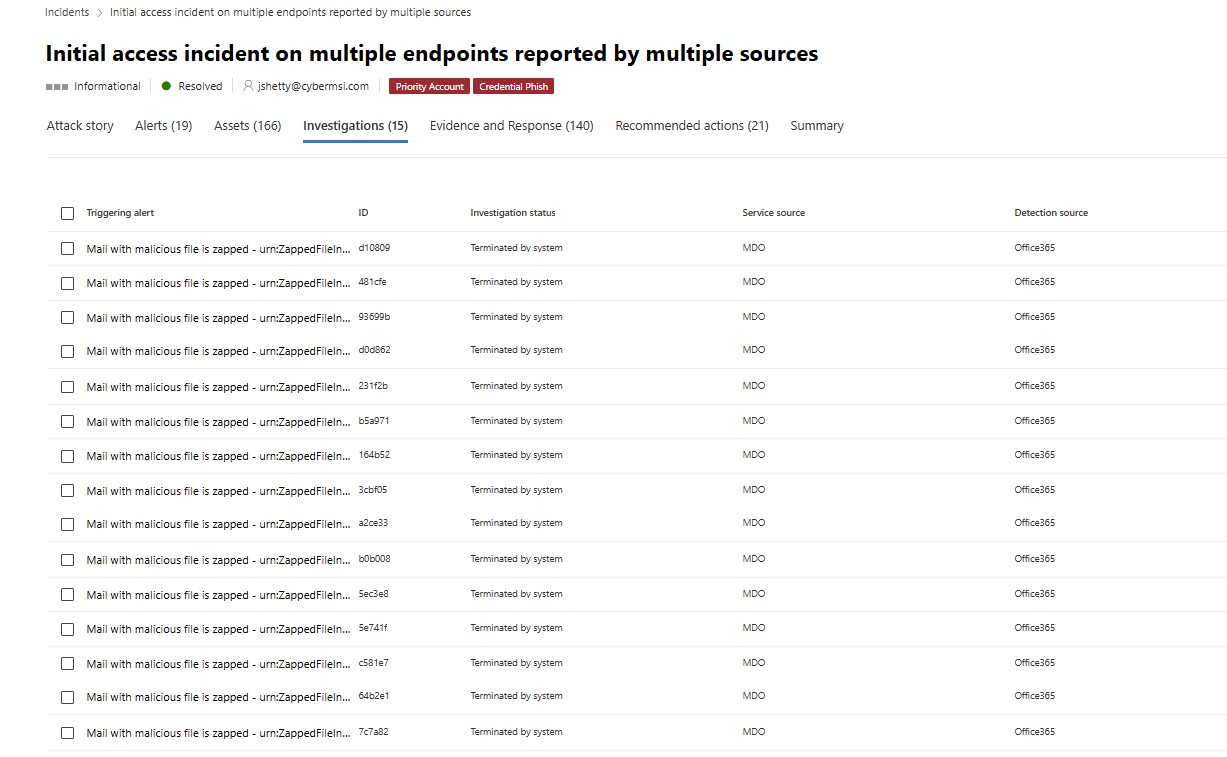 Incidents > Initial access incident on multiple endpoints reported by multiple sources
Initial access incident on multiple endpoints reported by multiple sources
Informational Resolved jshetty@cybermsi.com Priority Account Credential Phish
Attack story Alerts (19) Assets (166) Investigations (15) Evidence and Response (140) Recommended actions (21) Summary
Triggering alert ID Investigation status Service source Detection source
Mail with malicious file is zapped - urn:ZappedFileIn... d10809 Terminated by system MDO Office365
Mail with malicious file is zapped - urn:ZappedFileIn... 481cfe Terminated by system MDO Office365
Mail with malicious file is zapped - urn:ZappedFileIn... 93699b Terminated by system MDO Office365
Mail with malicious file is zapped - urn:ZappedFileIn... d0d862 Terminated by system MDO Office365
Mail with malicious file is zapped - urn:ZappedFileIn... 231f2b Terminated by system MDO Office365
Mail with malicious file is zapped - urn:ZappedFileIn... b5a971 Terminated by system MDO Office365
Mail with malicious file is zapped - urn:ZappedFileIn... 164b52 Terminated by system MDO Office365
Mail with malicious file is zapped - urn:ZappedFileIn... 3cbf05 Terminated by system MDO Office365
Mail with malicious file is zapped - urn:ZappedFileIn... a2ce33 Terminated by system MDO Office365
Mail with malicious file is zapped - urn:ZappedFileIn... b0b008 Terminated by system MDO Office365
Mail with malicious file is zapped - urn:ZappedFileIn... 5ec3e8 Terminated by system MDO Office365
Mail with malicious file is zapped - urn:ZappedFileIn... 5e741f Terminated by system MDO Office365
Mail with malicious file is zapped - urn:ZappedFileIn... c581e7 Terminated by system MDO Office365
Mail with malicious file is zapped - urn:ZappedFileIn... 64b2e1 Terminated by system MDO Office365
Mail with malicious file is zapped - urn:ZappedFileIn... 7c7a82 Terminated by system MDO Office365